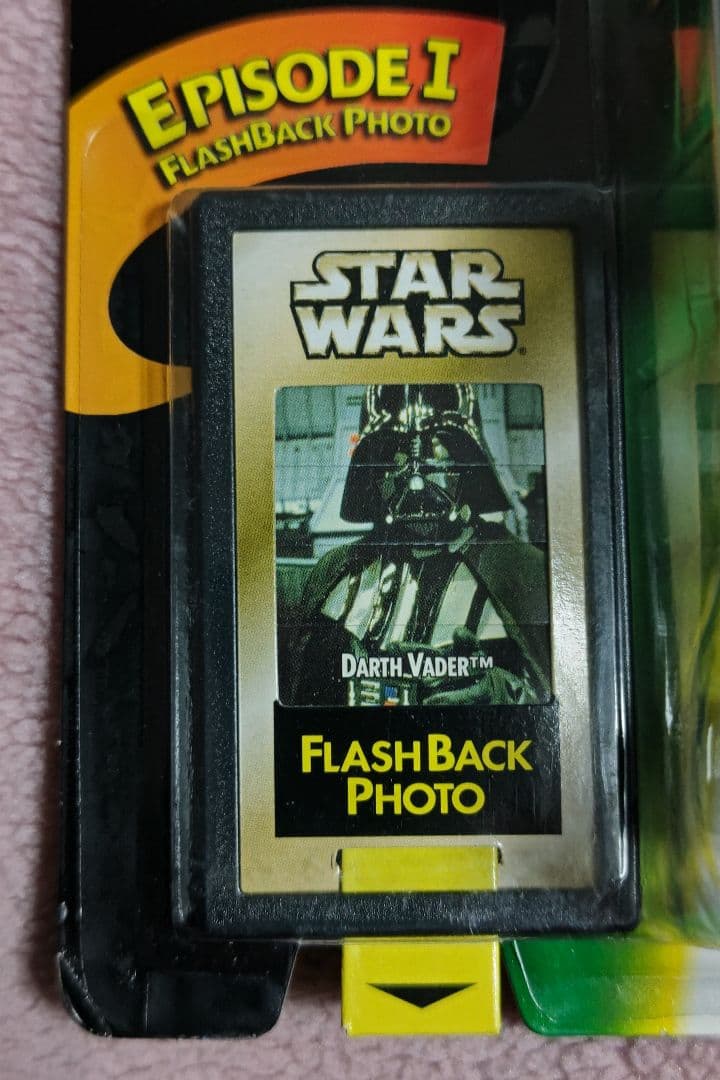 EPISODE I
FLASHBACK PHOTO
STAR
WARS®
DARTH VADER™
FLASHBACK
PHOTO